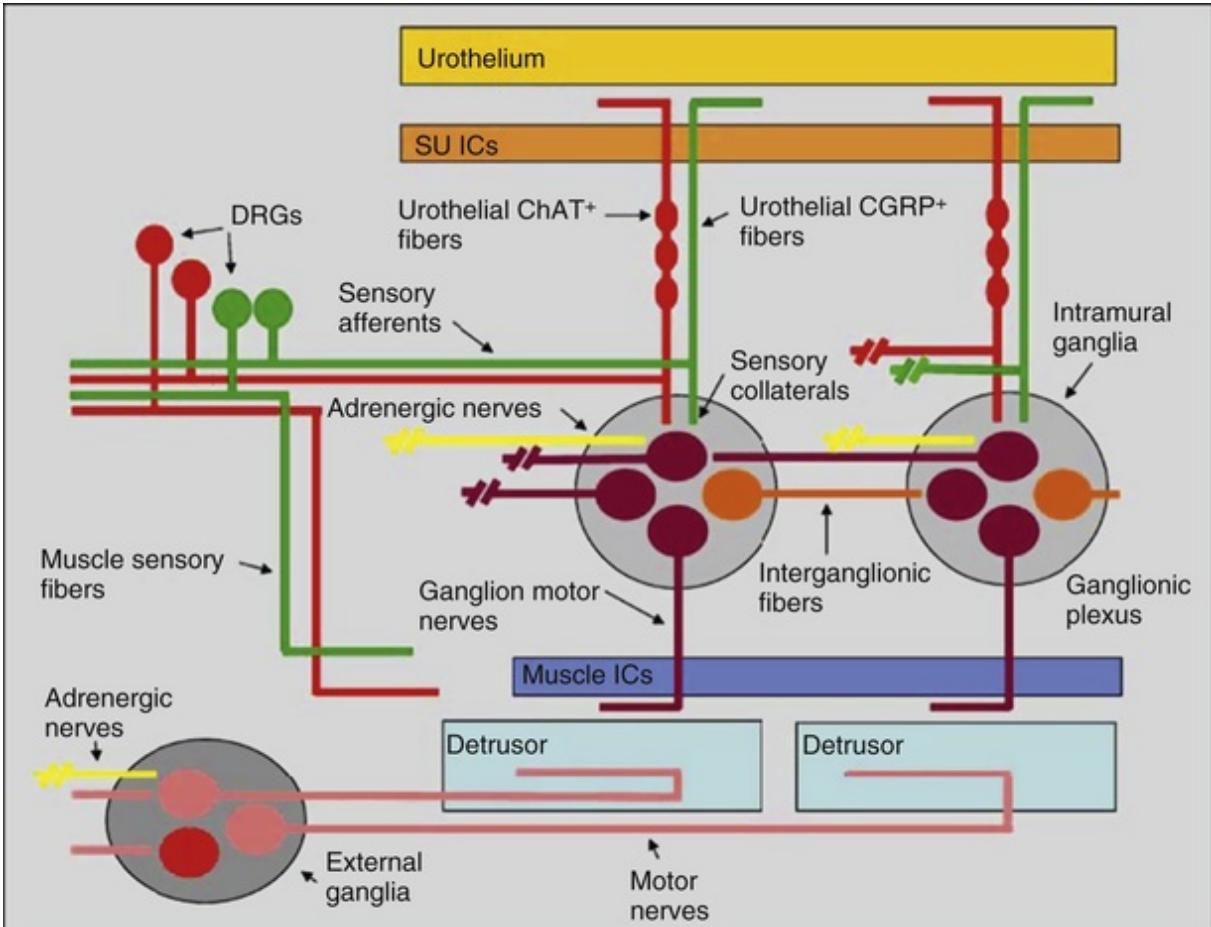 Urothelium
SU ICs
Urothelial ChAT⁺
fibers
Urothelial CGRP⁺
fibers
DRGs
Sensory
afferents
Intramural
ganglia
Sensory
collaterals
Adrenergic nerves
Muscle sensory
fibers
Ganglion motor
nerves
Interganglionic
fibers
Ganglionic
plexus
Muscle ICs
Adrenergic
nerves
Detrusor
Detrusor
External
ganglia
Motor
nerves